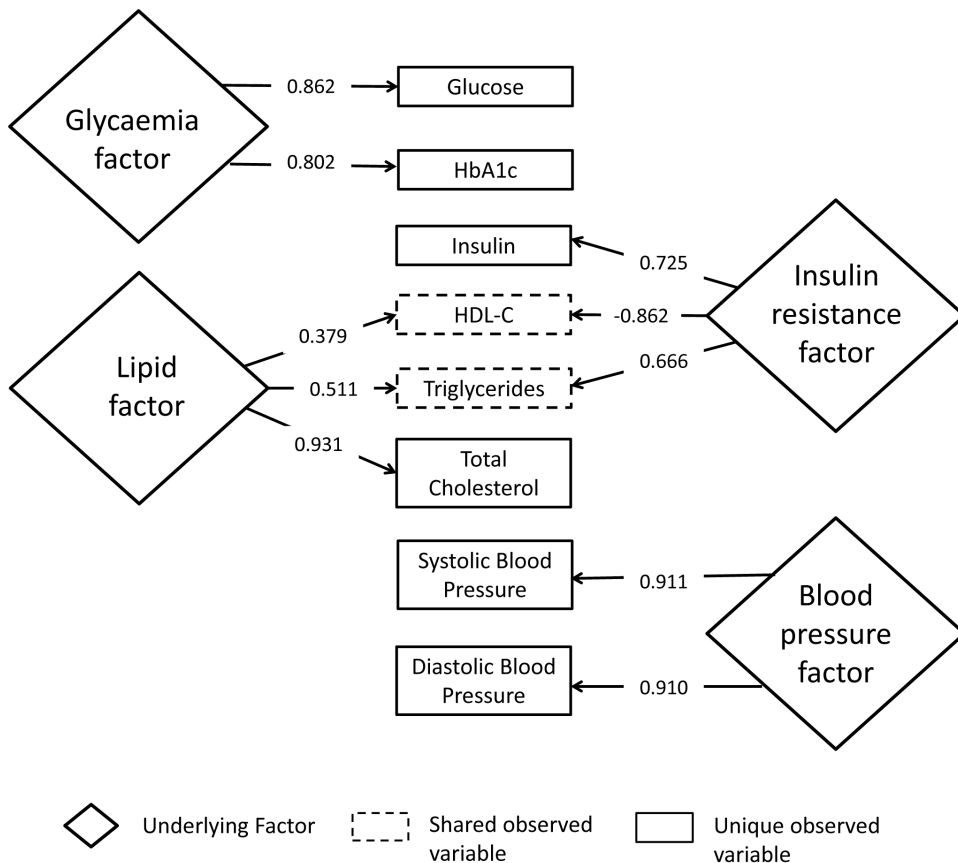 Glycaemia
factor
0.862
Glucose
0.802
HbA1c
Insulin
0.725
Insulin
resistance
factor
HDL-C
-0.862
0.379
Lipid
factor
0.511
Triglycerides
0.666
0.931
Total
Cholesterol
Systolic Blood
Pressure
0.911
Blood
pressure
factor
Diastolic Blood
Pressure
0.910
Underlying Factor
Shared observed
variable
Unique observed
variable